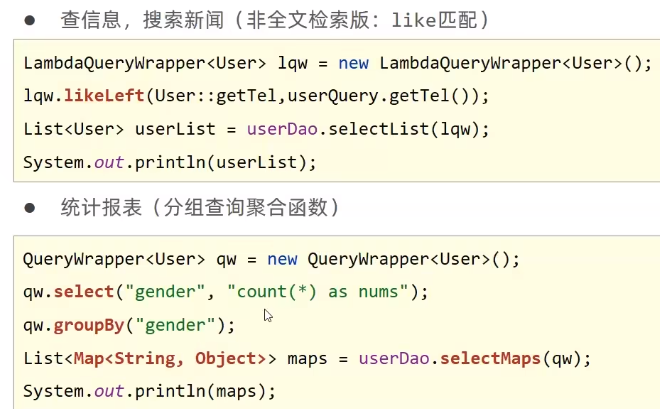 ● 查信息，搜索新闻（非全文检索版：like匹配）
LambdaQueryWrapper<User> lqw = new LambdaQueryWrapper<User>();
lqw.likeLeft(User::getTel,userQuery.getTel());
List<User> userList = userDao.selectList(lqw);
System.out.println(userList);
● 统计报表（分组查询聚合函数）
QueryWrapper<User> qw = new QueryWrapper<User>();
qw.select("gender", "count(*) as nums");
qw.groupBy("gender");
List<Map<String, Object>> maps = userDao.selectMaps(qw);
System.out.println(maps);